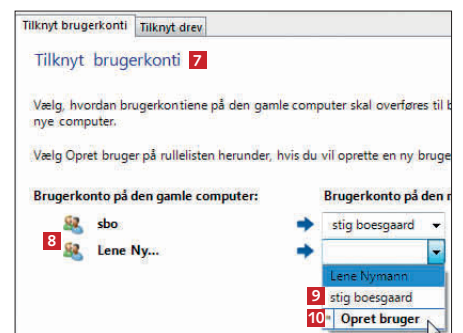 Tilknyt brugerkonti Tilknyt drev
Tilknyt brugerkonti 7
Vælg, hvordan brugerkontiene på den gamle computer skal overføres til
nye computer.
Vælg Opret bruger på rullelisten herunder, hvis du vil oprette en ny
Brugerkonto på den gamle computer: Brugerkonto på den
sbo stig boesgaard
8 Lene Ny...
Lene Nymann
9 stig boesgaard
10 Opret bruger